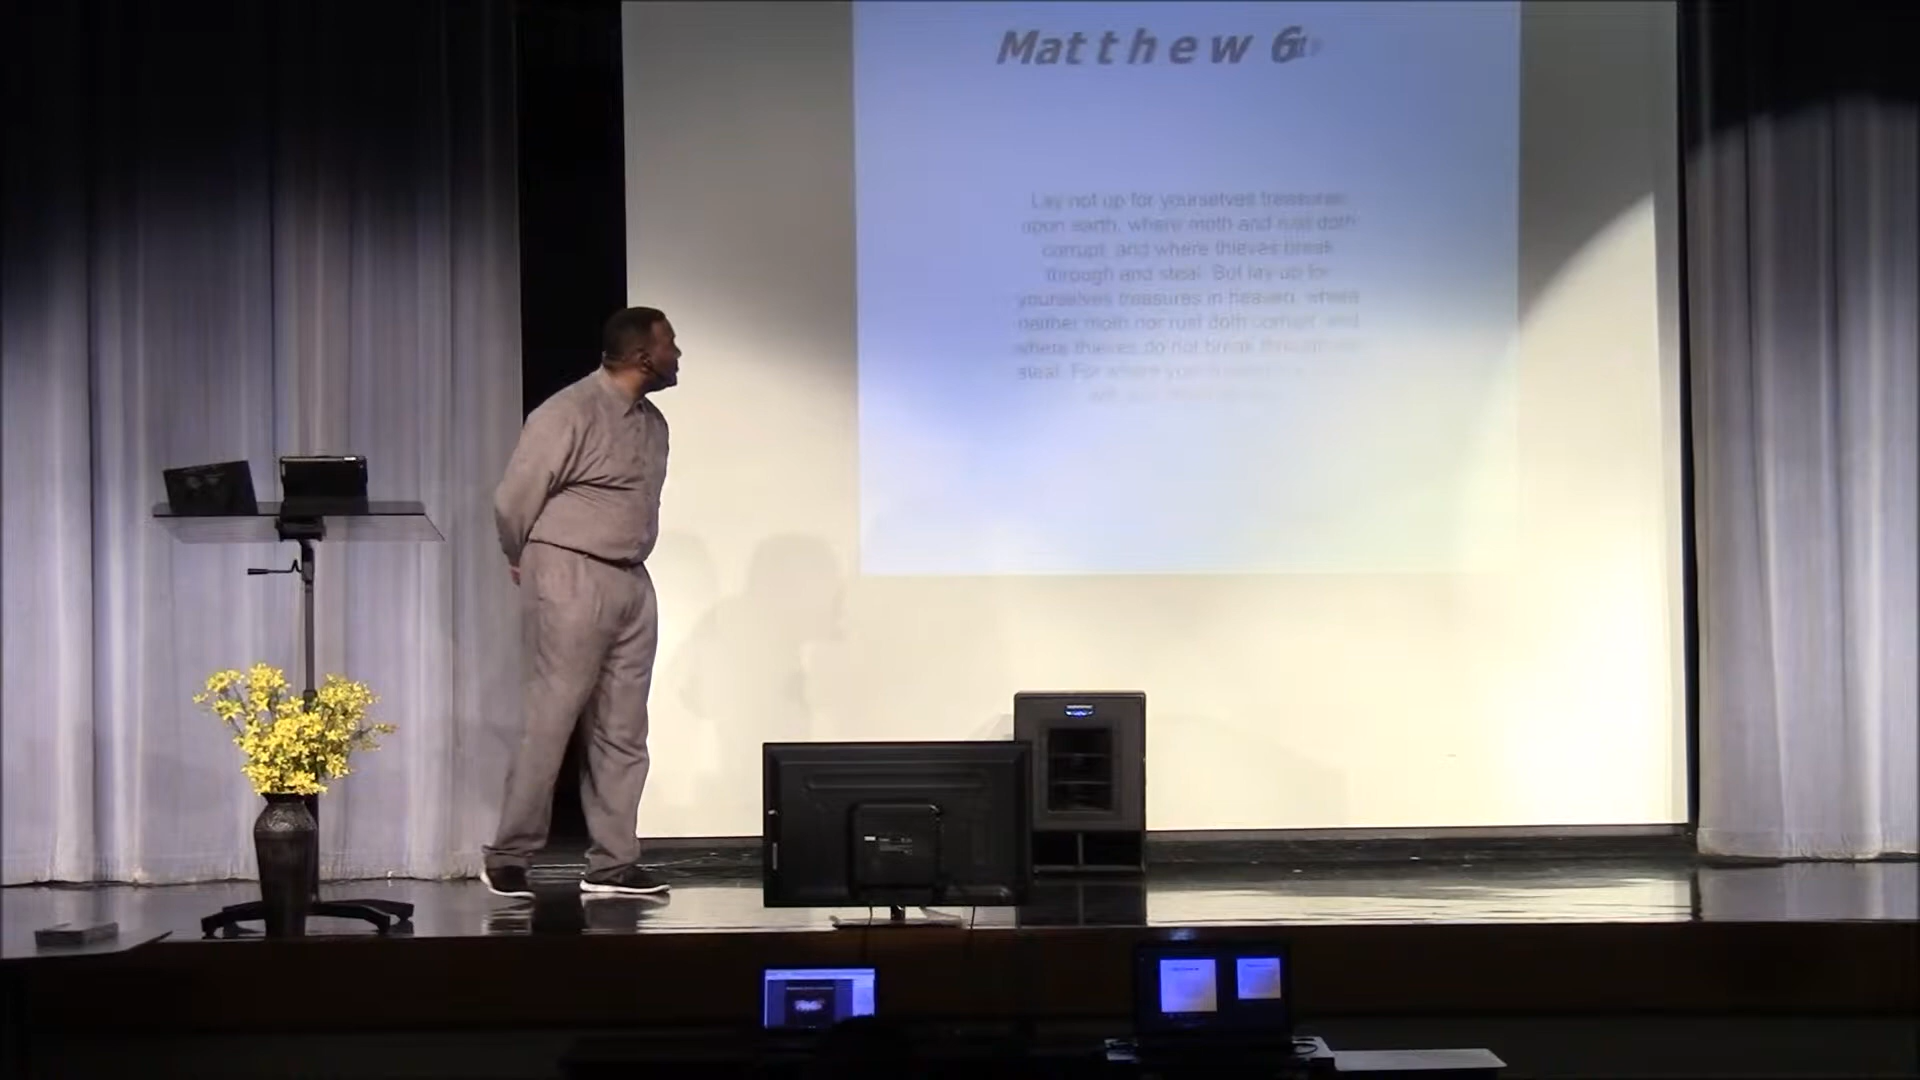 Matthew 6
Lay not up for yourselves treasures
upon earth, where moth and rust doth
corrupt, and where thieves break
through and steal: But lay up for
yourselves treasures in heaven, where
neither moth nor rust doth corrupt, and
where thieves do not break through
steal: For where your